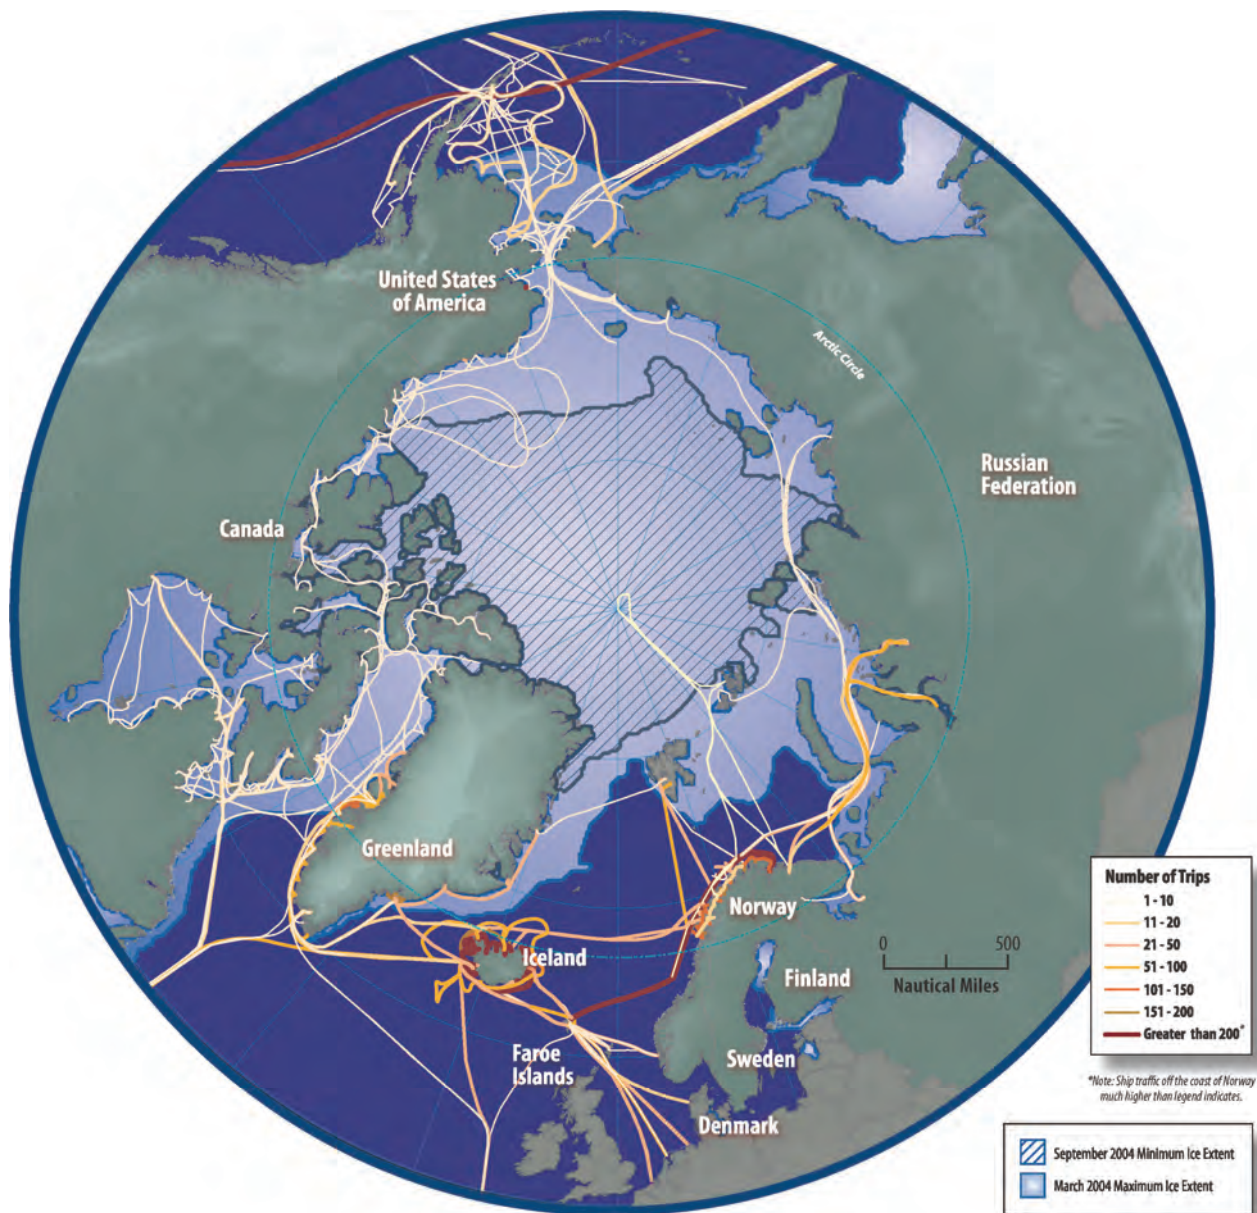 United States
of America
Arctic Circle
Russian
Federation
Canada
Greenland
Norway
Iceland
Finland
Faroe
Islands
Sweden
Denmark
0
500
Nautical Miles
Number of Trips
1 - 10
11 - 20
21 - 50
51 - 100
101 - 150
151 - 200
Greater than 200*
*Note: Ship traffic off the coast of Norway
much higher than legend indicates.
September 2004 Minimum Ice Extent
March 2004 Maximum Ice Extent